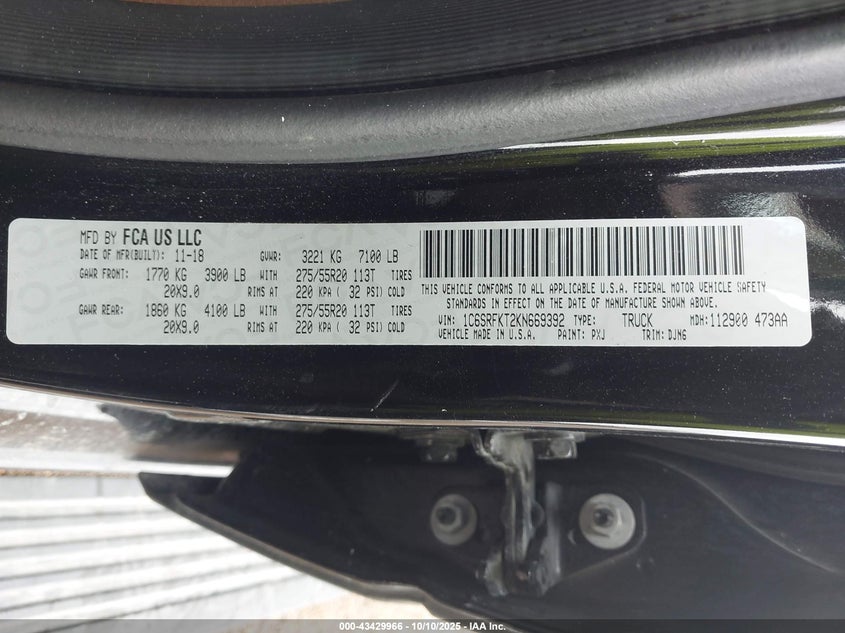 MFD BY FCA US LLC
DATE OF MFR(BUILT): 11-18 GVWR: 3221 KG 7100 LB
GAWR FRONT: 1770 KG 3900 LB WITH 275/55R20 113T TIRES
20X9.0 RIMS AT 220 KPA ( 32 PSI) COLD
GAWR REAR: 1860 KG 4100 LB WITH 275/55R20 113T TIRES
20X9.0 RIMS AT 220 KPA ( 32 PSI) COLD
THIS VEHICLE CONFORMS TO ALL APPLICABLE U.S.A. FEDERAL MOTOR VEHICLE SAFETY
STANDARDS IN EFFECT ON THE DATE OF MANUFACTURE SHOWN ABOVE.
VIN: 1C6SRFKT2KN669392 TYPE: TRUCK MDH: 112900 473AA
VEHICLE MADE IN U.S.A. PAINT: PXJ TRIM: DJN6
000-43429966 - 10/10/2025 - IAA Inc.